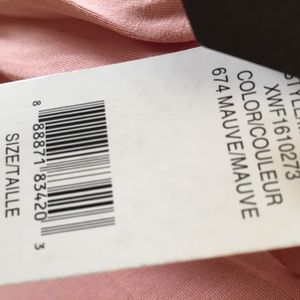 STYLE/
XWF1610273
COLOR/COULEUR
674 MAUVE/MAUVE
8 88871 83420 3
SIZE/TAILLE